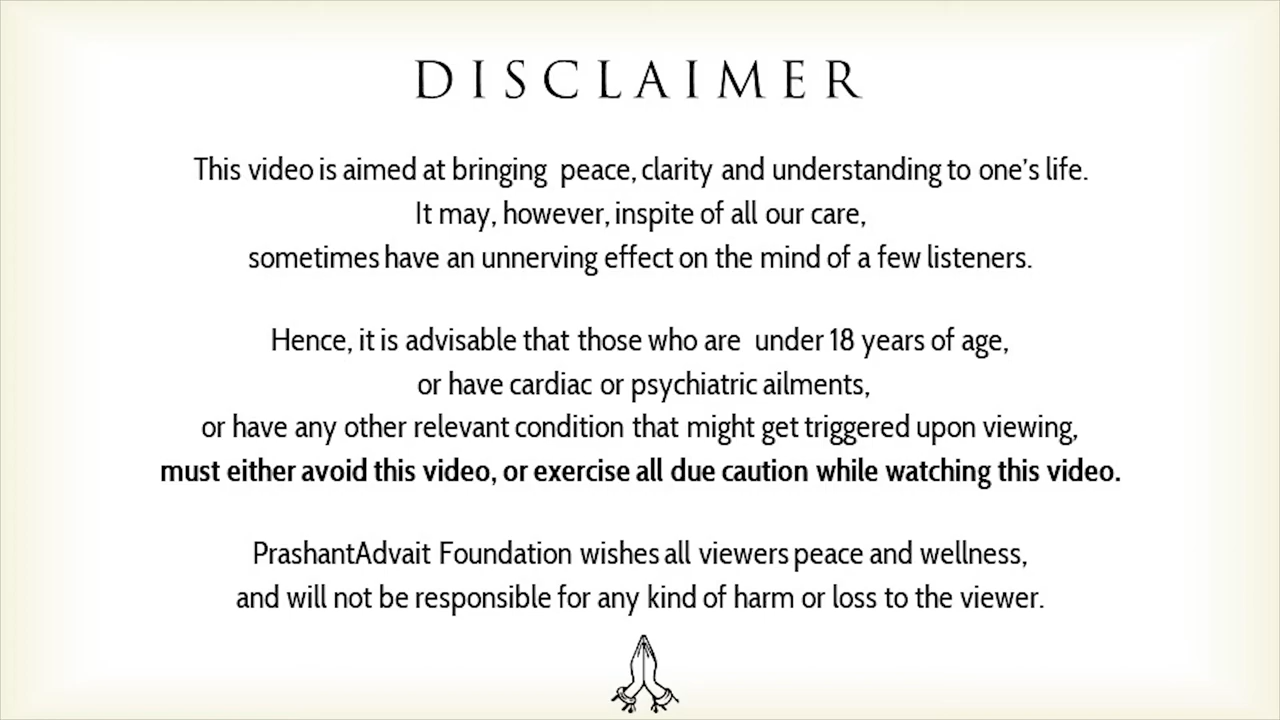 DISCLAIMER
This video is aimed at bringing peace, clarity and understanding to one's life.
It may, however, inspite of all our care,
sometimes have an unnerving effect on the mind of a few listeners.
Hence, it is advisable that those who are under 18 years of age,
or have cardiac or psychiatric ailments,
or have any other relevant condition that might get triggered upon viewing,
must either avoid this video, or exercise all due caution while watching this video.
PrashantAdvait Foundation wishes all viewers peace and wellness,
and will not be responsible for any kind of harm or loss to the viewer.